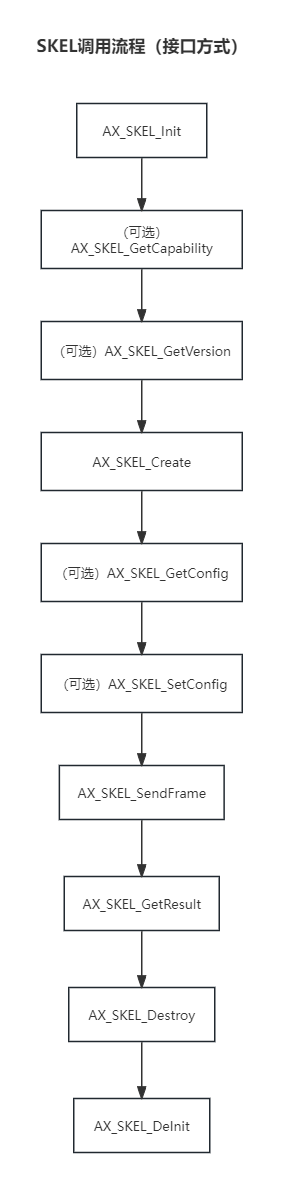 SKEL调用流程（接口方式）
AX_SKEL_Init
（可选）
AX_SKEL_GetCapability
（可选）AX_SKEL_GetVersion
AX_SKEL_Create
（可选）AX_SKEL_GetConfig
（可选）AX_SKEL_SetConfig
AX_SKEL_SendFrame
AX_SKEL_GetResult
AX_SKEL_Destroy
AX_SKEL_DeInit